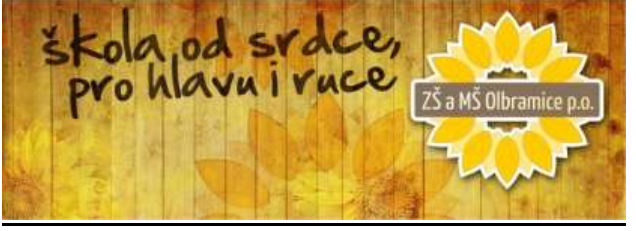 škola od srdce,
pro hlavu i ruce
ZŠ a MŠ Olbramice p.o.